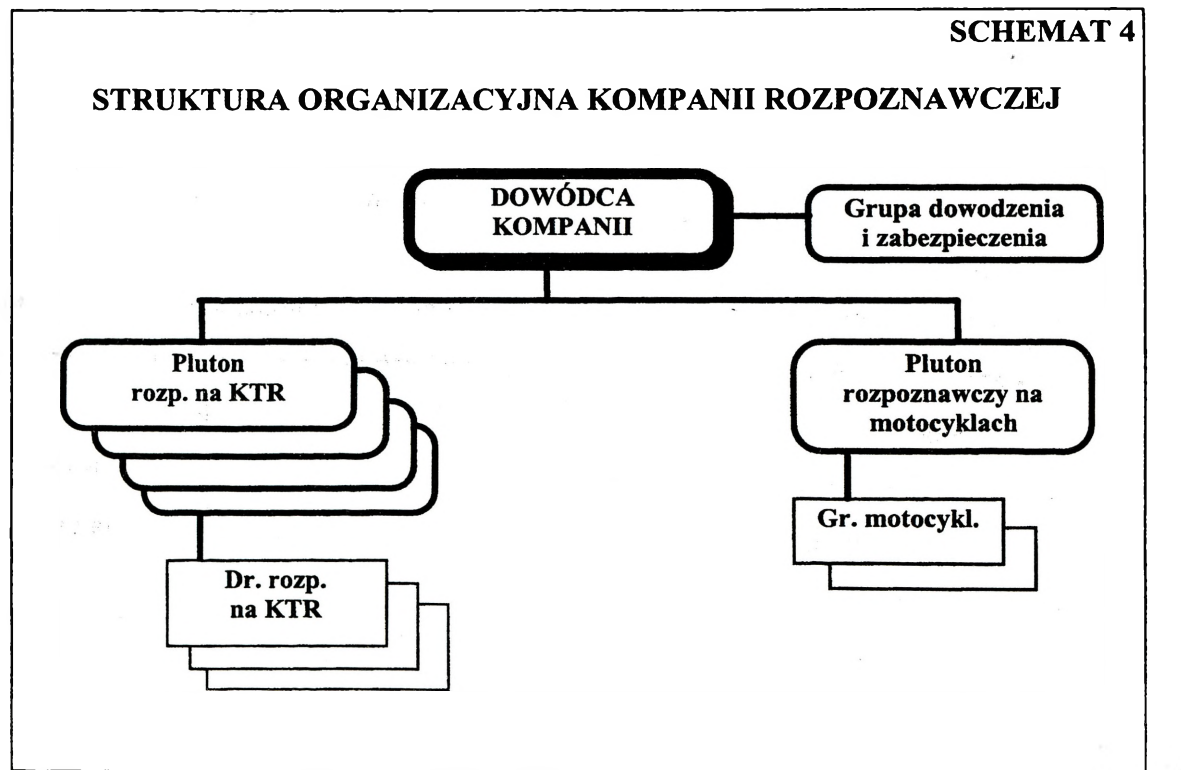 SCHEMAT 4
STRUKTURA ORGANIZACYJNA KOMPANII ROZPOZNAWCZEJ
DOWÓDCA
KOMPANII
Grupa dowodzenia
i zabezpieczenia
Pluton
rozp. na KTR
Pluton
rozpoznawczy na
motocyklach
Gr. motocykl.
Dr. rozp.
na KTR